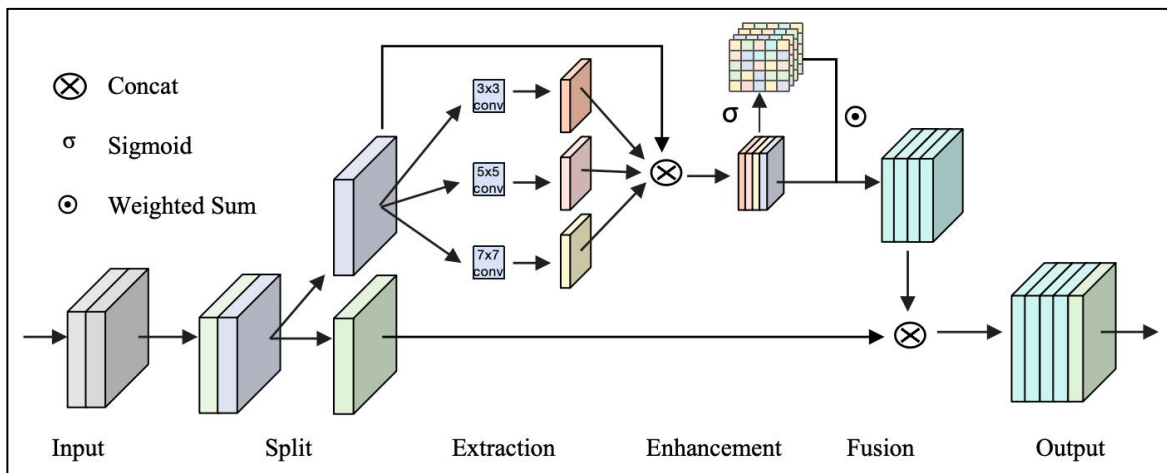 ⊗ Concat
σ Sigmoid
⊙ Weighted Sum
3x3
conv
5x5
conv
7x7
conv
σ
⊙
⊗
⊗
Input Split Extraction Enhancement Fusion Output